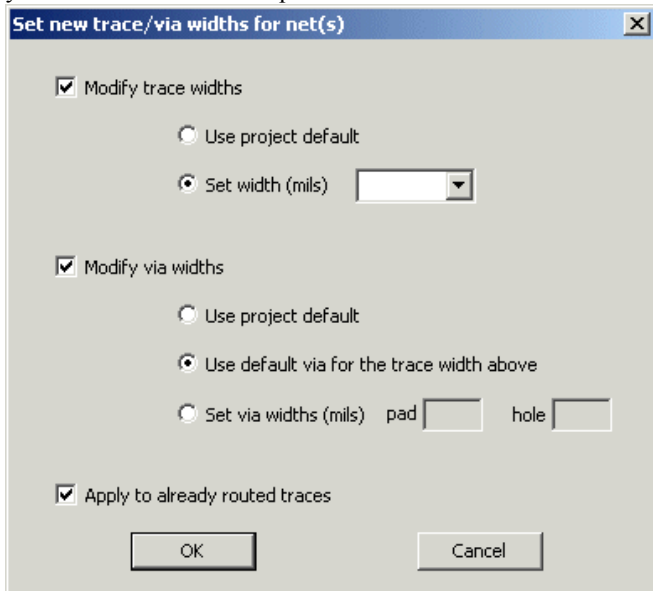 Set new trace/via widths for net(s)
Modify trace widths
Use project default
Set width (mils)
Modify via widths
Use project default
Use default via for the trace width above
Set via widths (mils) pad hole
Apply to already routed traces
OK Cancel